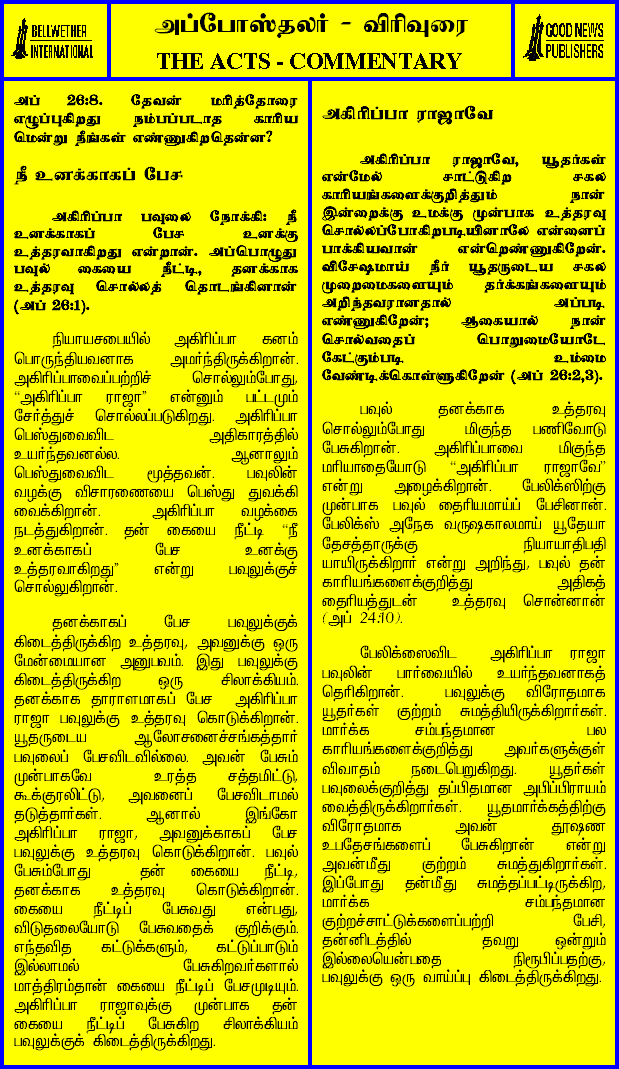 BELLWETHER
INTERNATIONAL
அப்போஸ்தலர் - விரிவுரை
THE ACTS - COMMENTARY
GOOD NEWS
PUBLISHERS
அப் 26:8. தேவன் மரித்தோரை
எழுப்புகிறது நம்பப்படாத காரிய
மென்று நீங்கள் எண்ணுகிறதென்ன?
நீ உனக்காகப் பேச
அகிரிப்பா பவுலை நோக்கி: நீ
உனக்காகப் பேச உனக்கு
உத்தரவாகிறது என்றான். அப்பொழுது
பவுல் கையை நீட்டி, தனக்காக
உத்தரவு சொல்லத் தொடங்கினான்
(அப் 26:1).
நியாயசபையில் அகிரிப்பா கனம்
பொருந்தியவனாக அமர்ந்திருக்கிறான்.
அகிரிப்பாவைப்பற்றிச் சொல்லும்போது,
“அகிரிப்பா ராஜா” என்னும் பட்டமும்
சேர்த்துச் சொல்லப்படுகிறது. அகிரிப்பா
பெஸ்துவைவிட அதிகாரத்தில்
உயர்ந்தவனல்ல. ஆனாலும்
பெஸ்துவைவிட மூத்தவன். பவுலின்
வழக்கு விசாரணையை பெஸ்து துவக்கி
வைக்கிறான். அகிரிப்பா வழக்கை
நடத்துகிறான். தன் கையை நீட்டி “நீ
உனக்காகப் பேச உனக்கு
உத்தரவாகிறது” என்று பவுலுக்குச்
சொல்லுகிறான்.
தனக்காகப் பேச பவுலுக்குக்
கிடைத்திருக்கிற உத்தரவு, அவனுக்கு ஒரு
மேன்மையான அனுபவம். இது பவுலுக்கு
கிடைத்திருக்கிற ஒரு சிலாக்கியம்.
தனக்காக தாராளமாகப் பேச அகிரிப்பா
ராஜா பவுலுக்கு உத்தரவு கொடுக்கிறான்.
யூதருடைய ஆலோசனைச்சங்கத்தார்
பவுலைப் பேசவிடவில்லை. அவன் பேசும்
முன்பாகவே உரத்த சத்தமிட்டு,
கூக்குரலிட்டு, அவனைப் பேசவிடாமல்
தடுத்தார்கள். ஆனால் இங்கோ
அகிரிப்பா ராஜா, அவனுக்காகப் பேச
பவுலுக்கு உத்தரவு கொடுக்கிறான். பவுல்
பேசும்போது தன் கையை நீட்டி,
தனக்காக உத்தரவு கொடுக்கிறான்.
கையை நீட்டிப் பேசுவது என்பது,
விடுதலையோடு பேசுவதைக் குறிக்கும்.
எந்தவித கட்டுக்களும், கட்டுப்பாடும்
இல்லாமல் பேசுகிறவர்களால்
மாத்திரம்தான் கையை நீட்டிப் பேசமுடியும்.
அகிரிப்பா ராஜாவுக்கு முன்பாக தன்
கையை நீட்டிப் பேசுகிற சிலாக்கியம்
பவுலுக்குக் கிடைத்திருக்கிறது.
அகிரிப்பா ராஜாவே
அகிரிப்பா ராஜாவே, யூதர்கள்
என்மேல் சாட்டுகிற சகல
காரியங்களைக்குறித்தும் நான்
இன்றைக்கு உமக்கு முன்பாக உத்தரவு
சொல்லப்போகிறபடியினாலே என்னைப்
பாக்கியவான் என்றெண்ணுகிறேன்.
விசேஷமாய் நீர் யூதருடைய சகல
முறைமைகளையும் தர்க்கங்களையும்
அறிந்தவரானதால் அப்படி
எண்ணுகிறேன்; ஆகையால் நான்
சொல்வதைப் பொறுமையோடே
கேட்கும்படி உம்மை
வேண்டிக்கொள்ளுகிறேன் (அப் 26:2,3).
பவுல் தனக்காக உத்தரவு
சொல்லும்போது மிகுந்த பணிவோடு
பேசுகிறான். அகிரிப்பாவை மிகுந்த
மரியாதையோடு “அகிரிப்பா ராஜாவே”
என்று அழைக்கிறான். பேலிக்ஸிற்கு
முன்பாக பவுல் தைரியமாய்ப் பேசினான்.
பேலிக்ஸ் அநேக வருஷகாலமாய் யூதேயா
தேசத்தாருக்கு நியாயாதிபதி
யாயிருக்கிறார் என்று அறிந்து, பவுல் தன்
காரியங்களைக்குறித்து அதிகத்
தைரியத்துடன் உத்தரவு சொன்னான்
(அப் 24:10).
பேலிக்ஸைவிட அகிரிப்பா ராஜா
பவுலின் பார்வையில் உயர்ந்தவனாகத்
தெரிகிறான். பவுலுக்கு விரோதமாக
யூதர்கள் குற்றம் சுமத்தியிருக்கிறார்கள்.
மார்க்க சம்பந்தமான பல
காரியங்களைக்குறித்து அவர்களுக்குள்
விவாதம் நடைபெறுகிறது. யூதர்கள்
பவுலைக்குறித்து தப்பிதமான அபிப்பிராயம்
வைத்திருக்கிறார்கள். யூதமார்க்கத்திற்கு
விரோதமாக அவன் தூஷண
உபதேசங்களைப் பேசுகிறான் என்று
அவன்மீது குற்றம் சுமத்துகிறார்கள்.
இப்போது தன்மீது சுமத்தப்பட்டிருக்கிற,
மார்க்க சம்பந்தமான
குற்றச்சாட்டுக்களைப்பற்றி பேசி,
தன்னிடத்தில் தவறு ஒன்றும்
இல்லையென்பதை நிரூபிப்பதற்கு,
பவுலுக்கு ஒரு வாய்ப்பு கிடைத்திருக்கிறது.